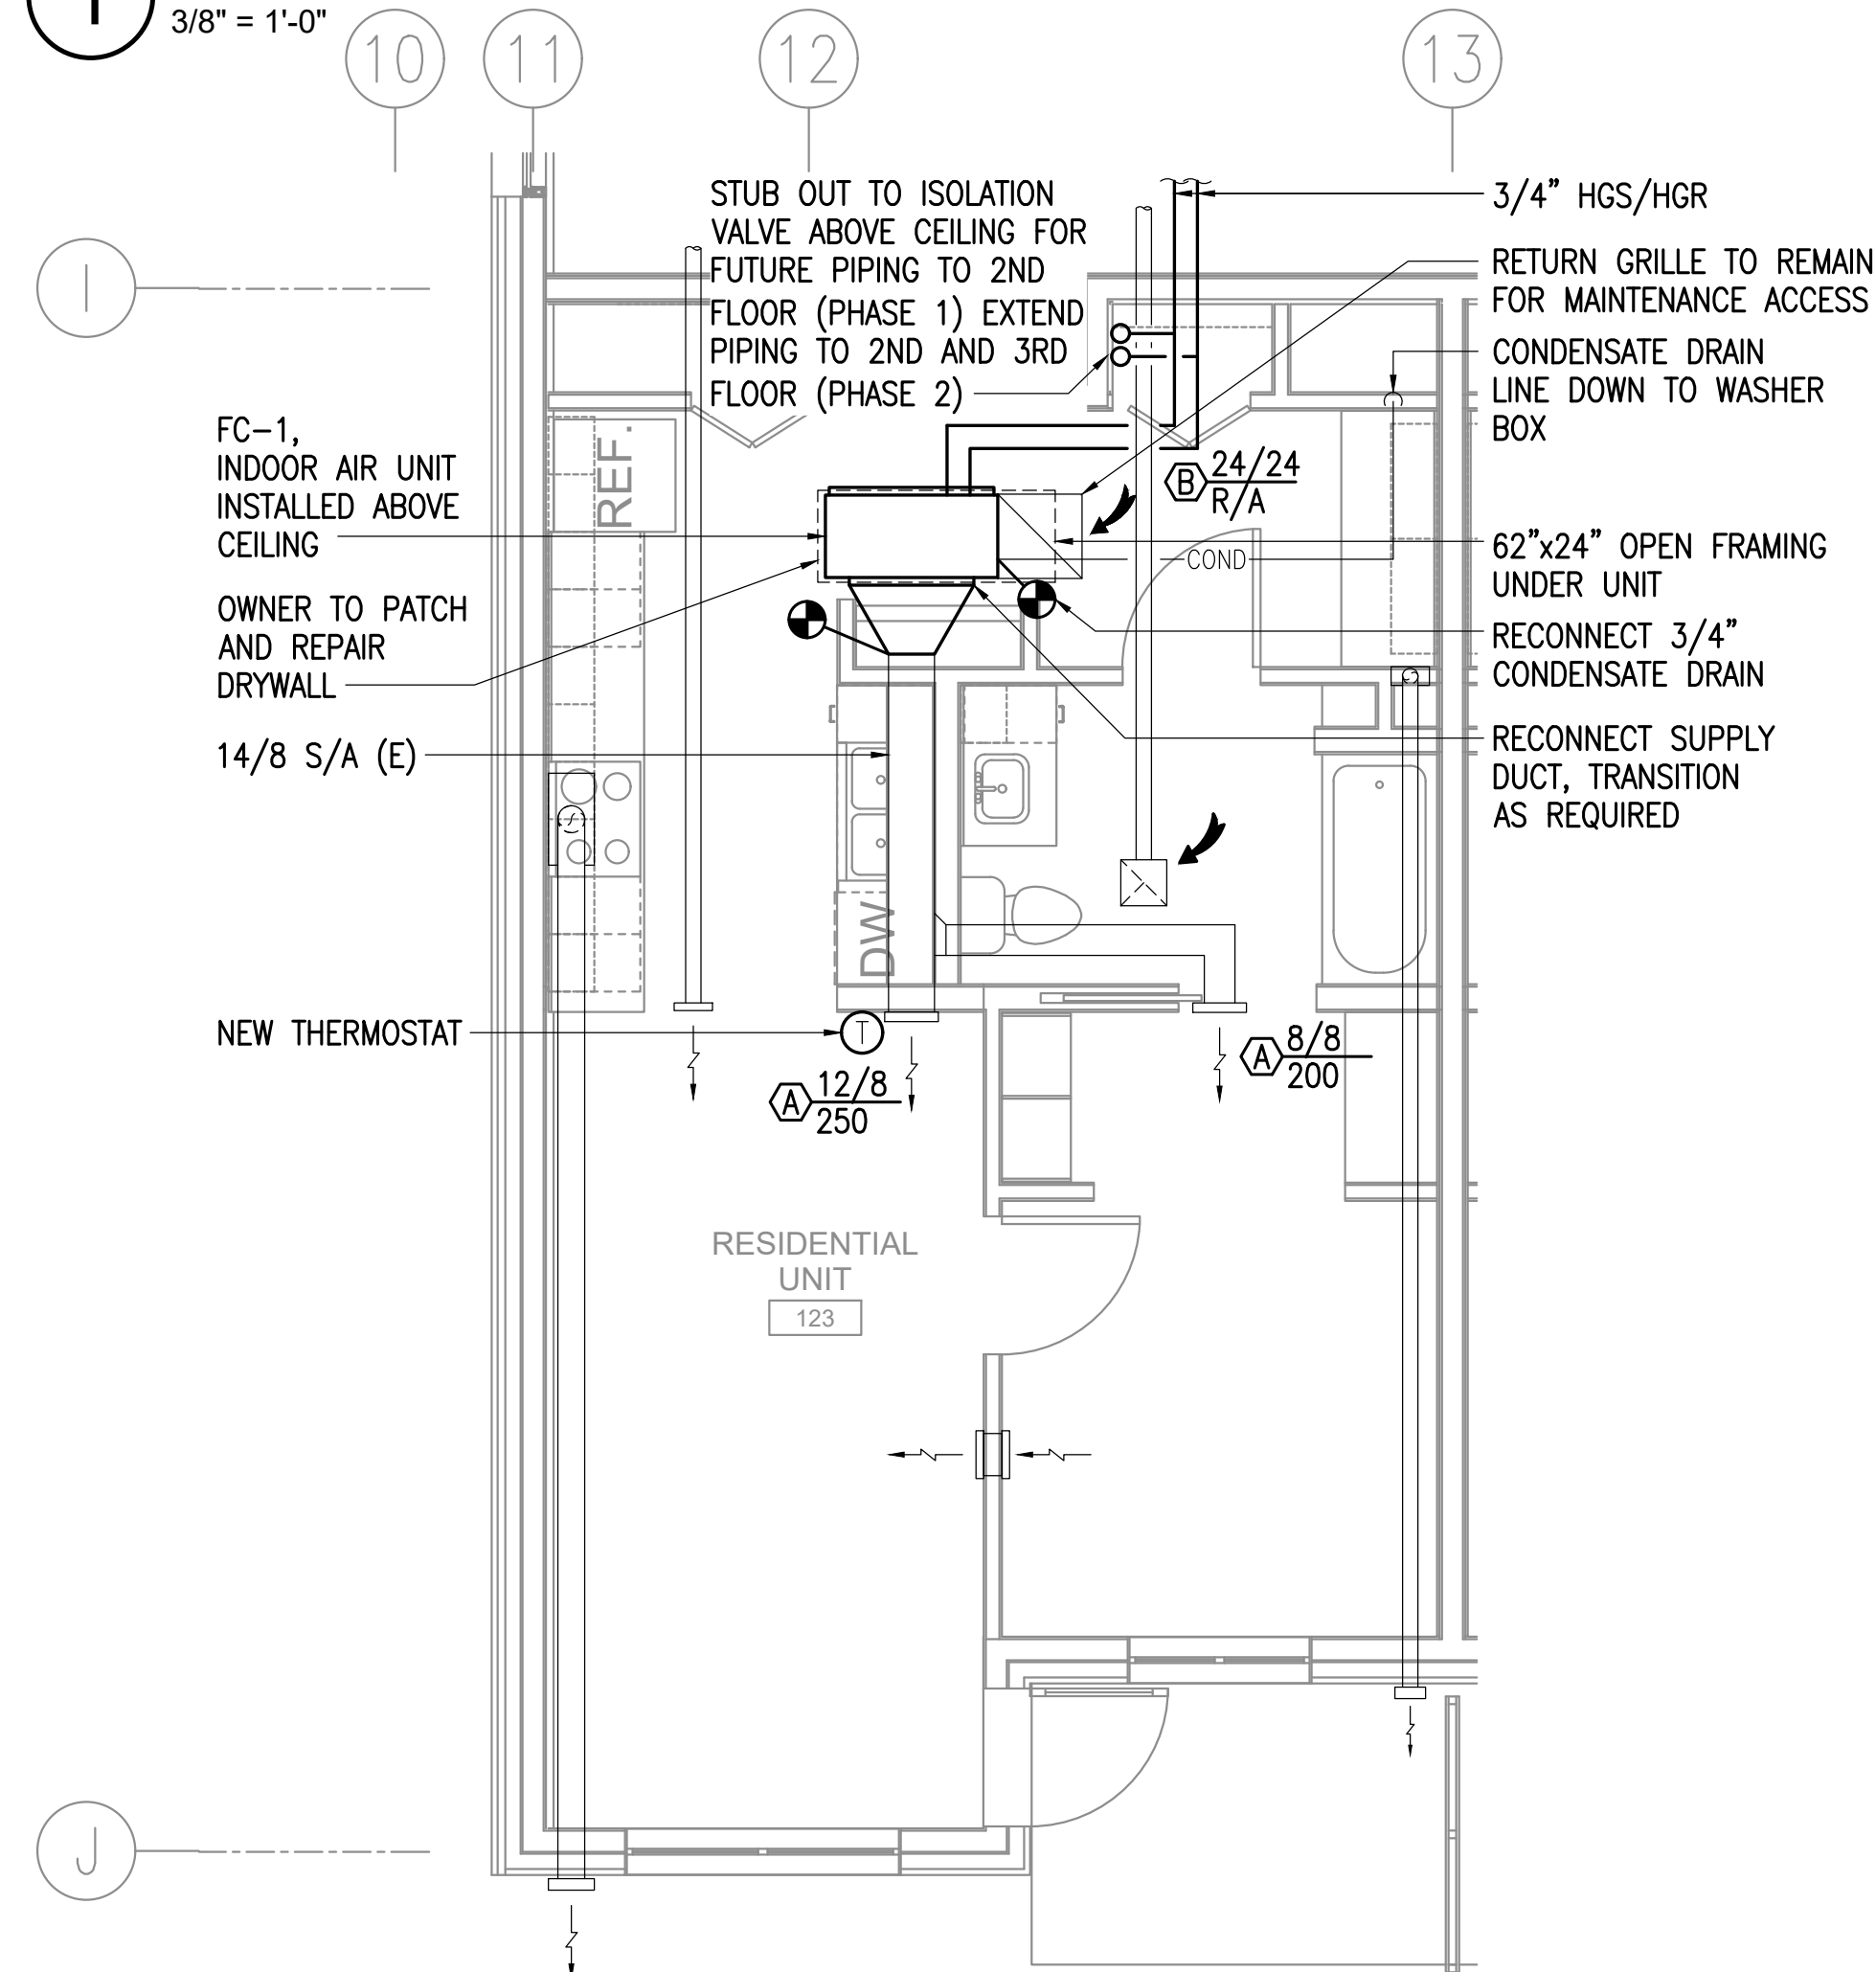 3/8" = 1'-0"
10
11
12
13
I
J
STUB OUT TO ISOLATION
VALVE ABOVE CEILING FOR
FUTURE PIPING TO 2ND
FLOOR (PHASE 1) EXTEND
PIPING TO 2ND AND 3RD
FLOOR (PHASE 2)
3/4" HGS/HGR
RETURN GRILLE TO REMAIN
FOR MAINTENANCE ACCESS
CONDENSATE DRAIN
LINE DOWN TO WASHER
BOX
FC-1,
INDOOR AIR UNIT
INSTALLED ABOVE
CEILING
REF.
B
24/24
R/A
COND
62"x24" OPEN FRAMING
UNDER UNIT
OWNER TO PATCH
AND REPAIR
DRYWALL
RECONNECT 3/4"
CONDENSATE DRAIN
14/8 S/A (E)
RECONNECT SUPPLY
DUCT, TRANSITION
AS REQUIRED
DW
NEW THERMOSTAT
T
A
12/8
250
A
8/8
200
RESIDENTIAL
UNIT
123